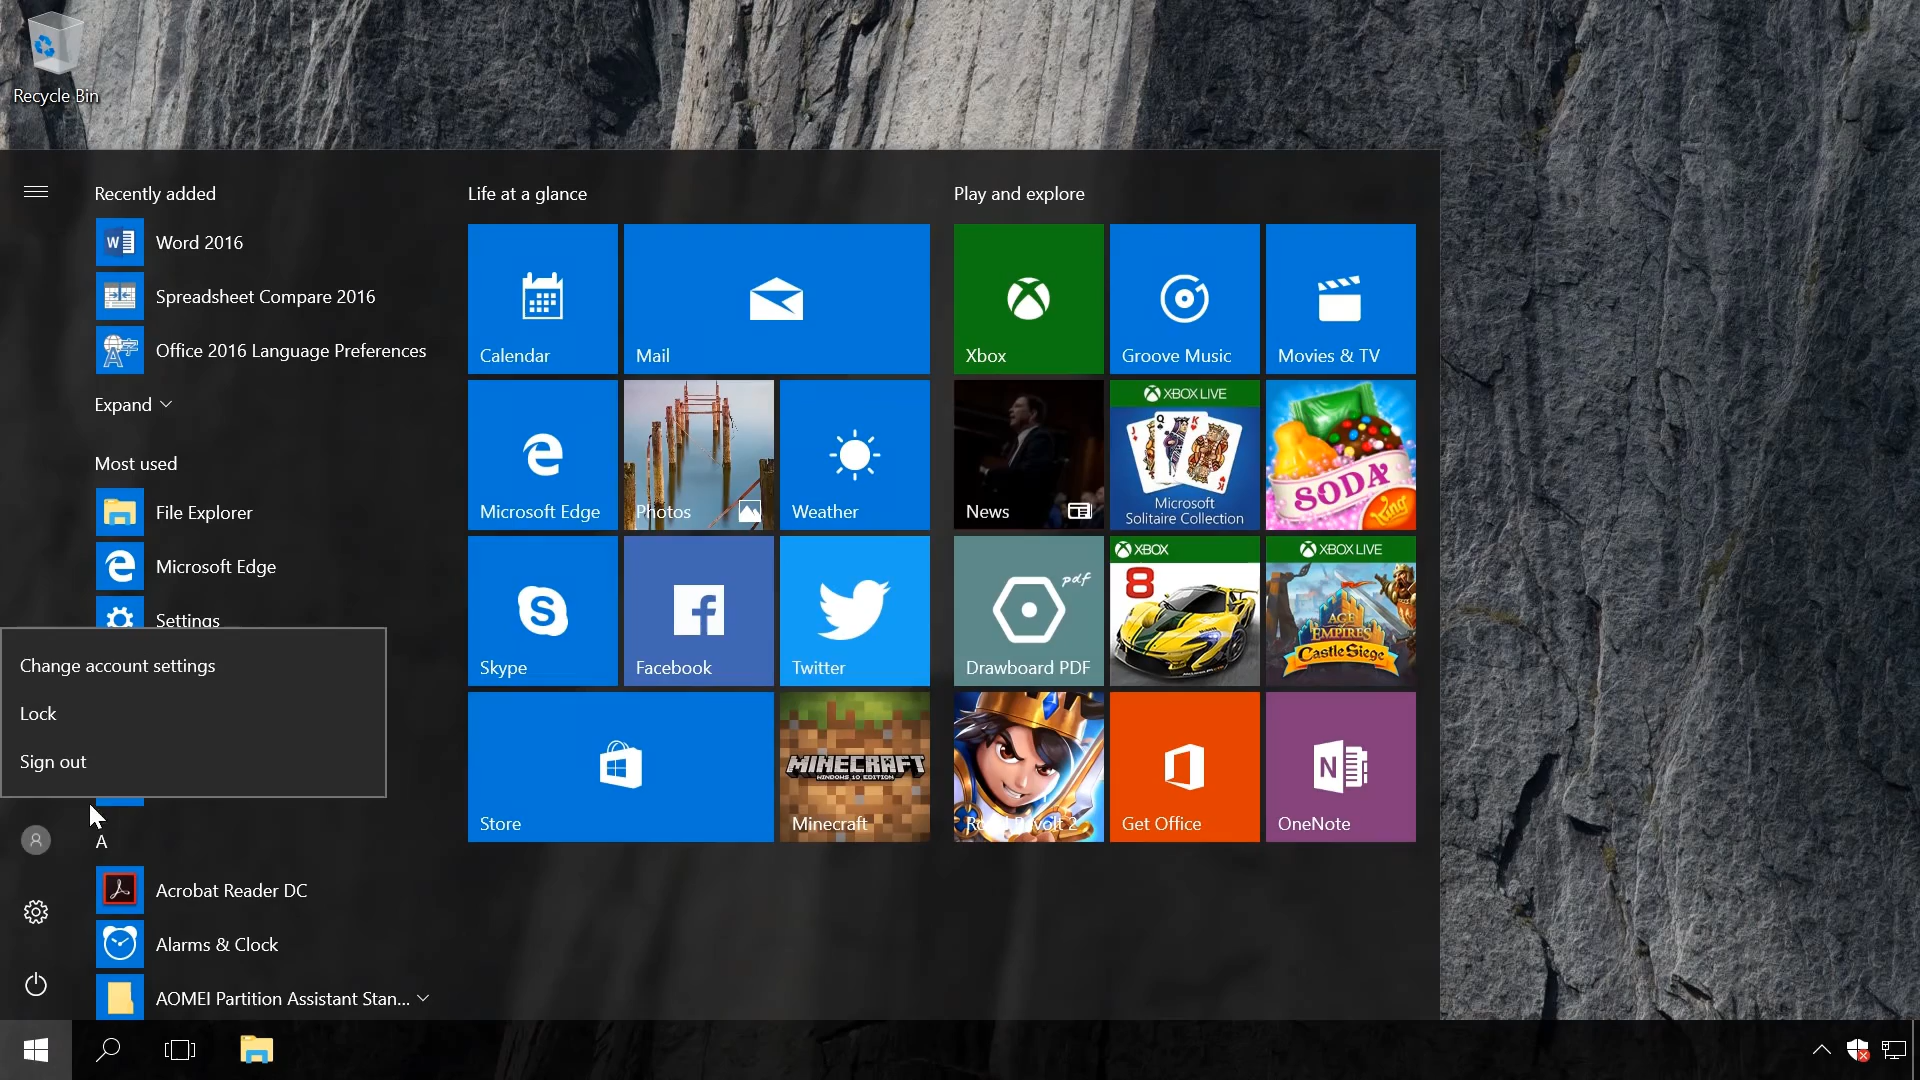 Recycle Bin
Recently added
Word 2016
Spreadsheet Compare 2016
Office 2016 Language Preferences
Expand
Most used
File Explorer
Microsoft Edge
Settings
Change account settings
Lock
Sign out
A
Acrobat Reader DC
Alarms & Clock
AOMEI Partition Assistant Stan...
Life at a glance
Calendar
Mail
Microsoft Edge
Photos
Weather
Skype
Facebook
Twitter
Store
MINECRAFT
WINDOWS 10 EDITION
Minecraft
Play and explore
Xbox
Groove Music
Movies & TV
News
XBOX LIVE
Microsoft
Solitaire Collection
SODA
King
Drawboard PDF
pdf
XBOX
8
XBOX LIVE
AGE
OF
EMPIRES
Castle Siege
Royal Revolt 2
Get Office
OneNote